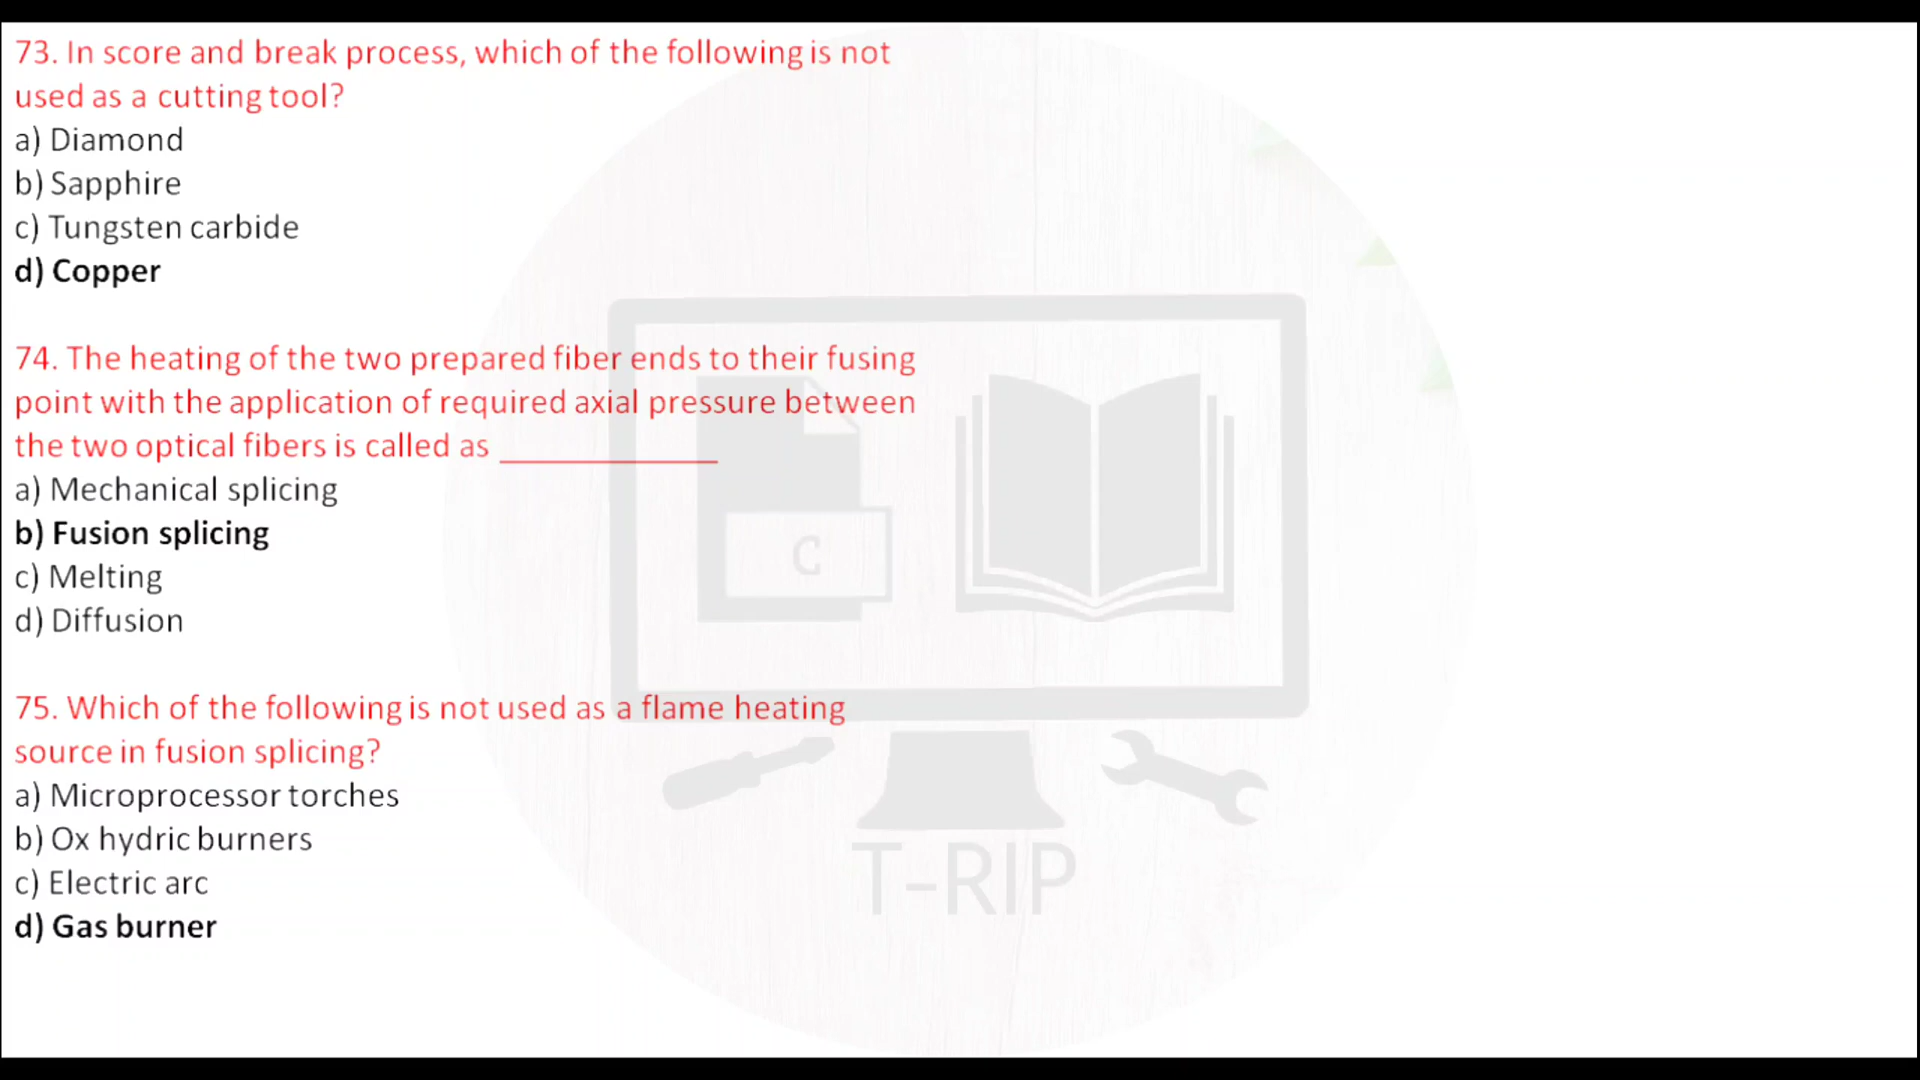 73. In score and break process, which of the following is not
used as a cutting tool?
a) Diamond
b) Sapphire
c) Tungsten carbide
d) Copper
74. The heating of the two prepared fiber ends to their fusing
point with the application of required axial pressure between
the two optical fibers is called as ____________
a) Mechanical splicing
b) Fusion splicing
c) Melting
d) Diffusion
75. Which of the following is not used as a flame heating
source in fusion splicing?
a) Microprocessor torches
b) Ox hydric burners
c) Electric arc
d) Gas burner
C
T-RIP